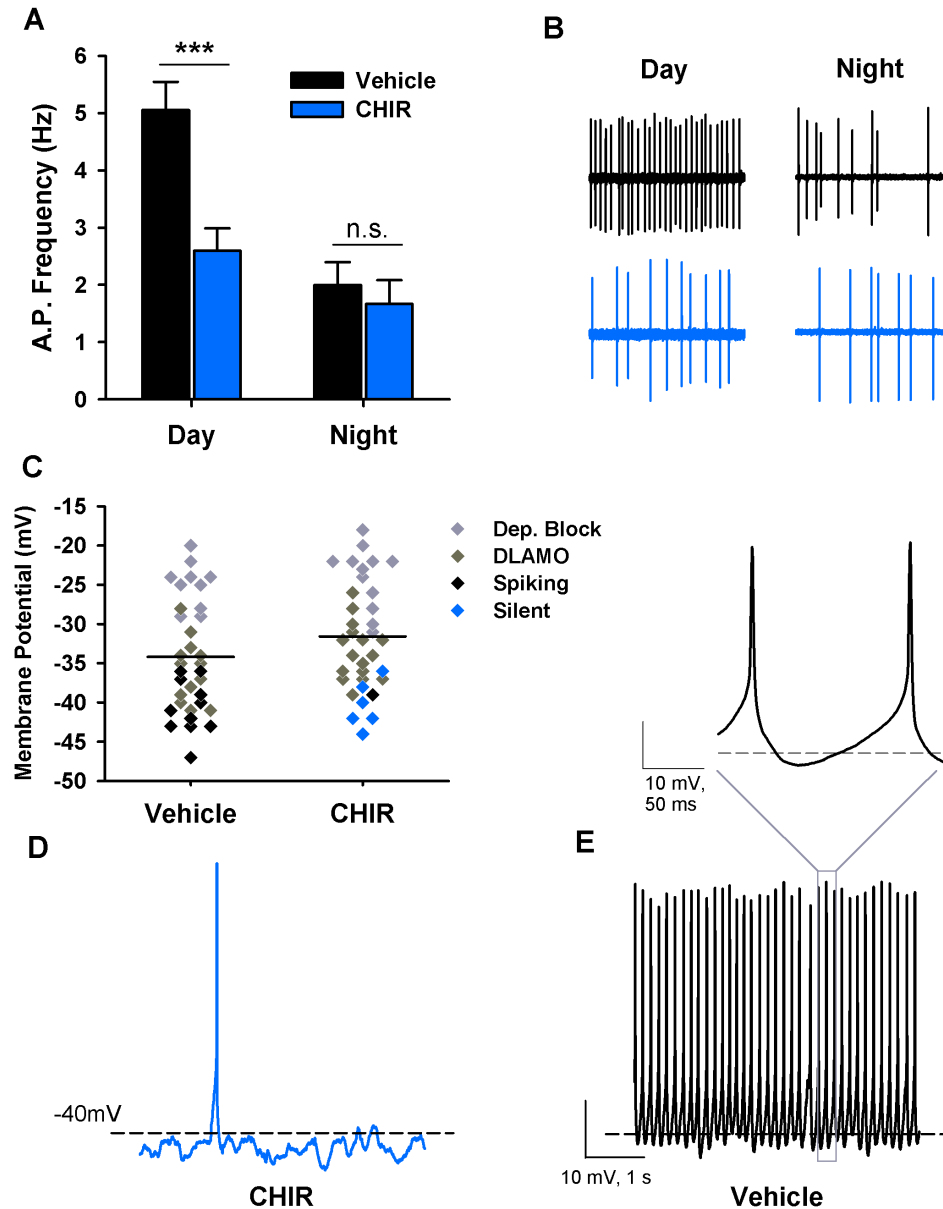 A
A.P. Frequency (Hz)
6
5
4
3
2
1
0
***
n.s.
Vehicle
CHIR
Day
Night
B
Day
Night
C
Membrane Potential (mV)
-15
-20
-25
-30
-35
-40
-45
-50
Vehicle
CHIR
Dep. Block
DLAMO
Spiking
Silent
10 mV,
50 ms
D
-40mV
CHIR
E
10 mV, 1 s
Vehicle